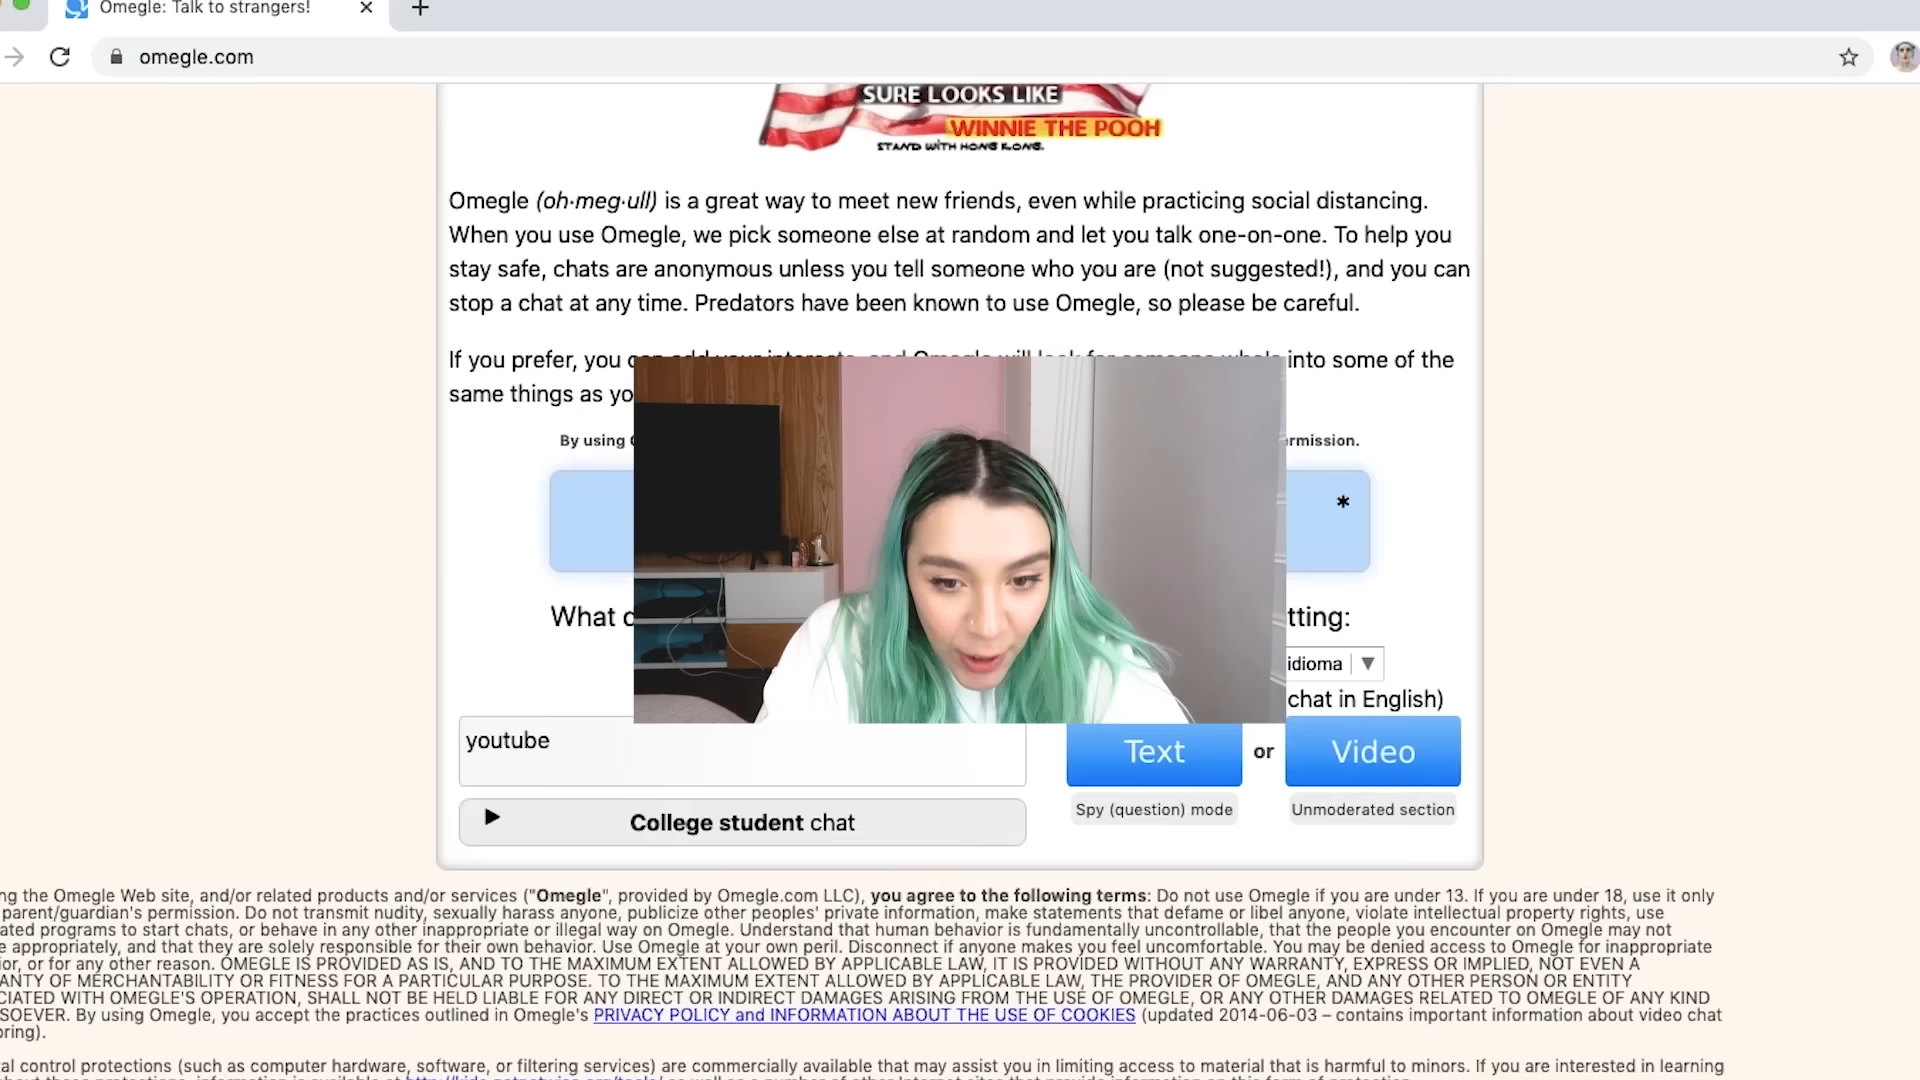 Omegle: Talk to strangers!
omegle.com
SURE LOOKS LIKE
WINNIE THE POOH
STAND WITH HONG KONG.
Omegle (oh·meg·ull) is a great way to meet new friends, even while practicing social distancing.
When you use Omegle, we pick someone else at random and let you talk one-on-one. To help you
stay safe, chats are anonymous unless you tell someone who you are (not suggested!), and you can
stop a chat at any time. Predators have been known to use Omegle, so please be careful.
If you prefer, you can add your interests, and Omegle will look for someone who's into some of the
same things as yo
By using rmission.
*
What tting:
idioma
chat in English)
youtube
Text or Video
Spy (question) mode Unmoderated section
College student chat
ng the Omegle Web site, and/or related products and/or services ("Omegle", provided by Omegle.com LLC), you agree to the following terms: Do not use Omegle if you are under 13. If you are under 18, use it only
parent/guardian's permission. Do not transmit nudity, sexually harass anyone, publicize other peoples' private information, make statements that defame or libel anyone, violate intellectual property rights, use
ated programs to start chats, or behave in any other inappropriate or illegal way on Omegle. Understand that human behavior is fundamentally uncontrollable, that the people you encounter on Omegle may not
e appropriately, and that they are solely responsible for their own behavior. Use Omegle at your own peril. Disconnect if anyone makes you feel uncomfortable. You may be denied access to Omegle for inappropriate
ior, or for any other reason. OMEGLE IS PROVIDED AS IS, AND TO THE MAXIMUM EXTENT ALLOWED BY APPLICABLE LAW, IT IS PROVIDED WITHOUT ANY WARRANTY, EXPRESS OR IMPLIED, NOT EVEN A
ANTY OF MERCHANTABILITY OR FITNESS FOR A PARTICULAR PURPOSE. TO THE MAXIMUM EXTENT ALLOWED BY APPLICABLE LAW, THE PROVIDER OF OMEGLE, AND ANY OTHER PERSON OR ENTITY
CIATED WITH OMEGLE'S OPERATION, SHALL NOT BE HELD LIABLE FOR ANY DIRECT OR INDIRECT DAMAGES ARISING FROM THE USE OF OMEGLE, OR ANY OTHER DAMAGES RELATED TO OMEGLE OF ANY KIND
SOEVER. By using Omegle, you accept the practices outlined in Omegle's PRIVACY POLICY and INFORMATION ABOUT THE USE OF COOKIES (updated 2014-06-03 – contains important information about video chat
oring).
al control protections (such as computer hardware, software, or filtering services) are commercially available that may assist you in limiting access to material that is harmful to minors. If you are interested in learning